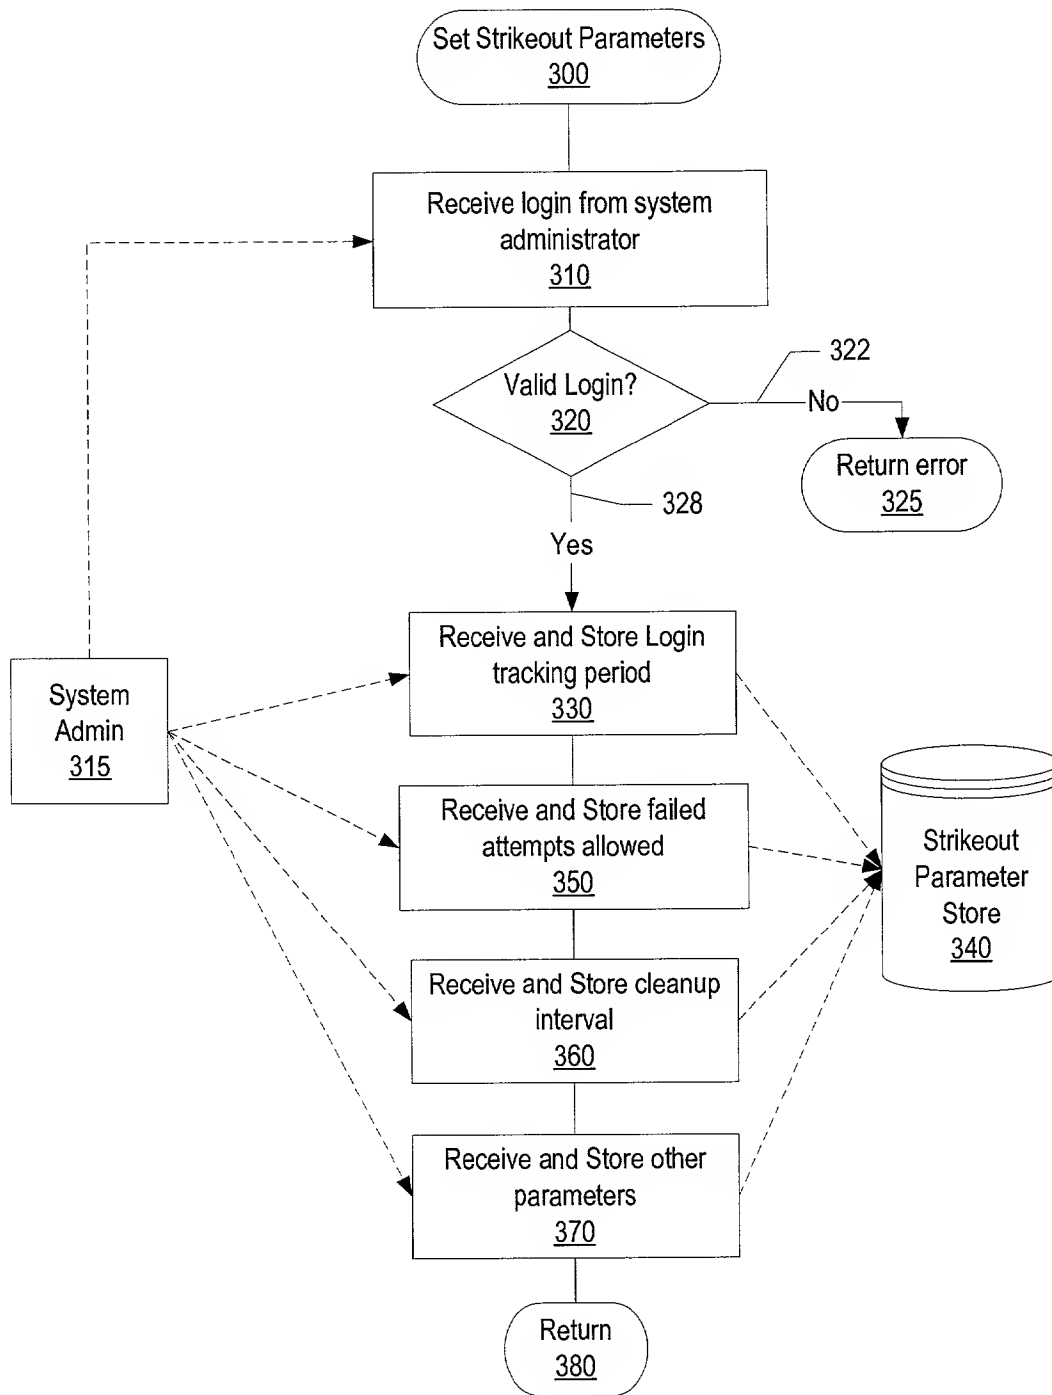 Set Strikeout Parameters
300
Receive login from system
administrator
310
Valid Login?
320
322
No
Return error
325
328
Yes
Receive and Store Login
tracking period
330
System
Admin
315
Receive and Store failed
attempts allowed
350
Strikeout
Parameter
Store
340
Receive and Store cleanup
interval
360
Receive and Store other
parameters
370
Return
380